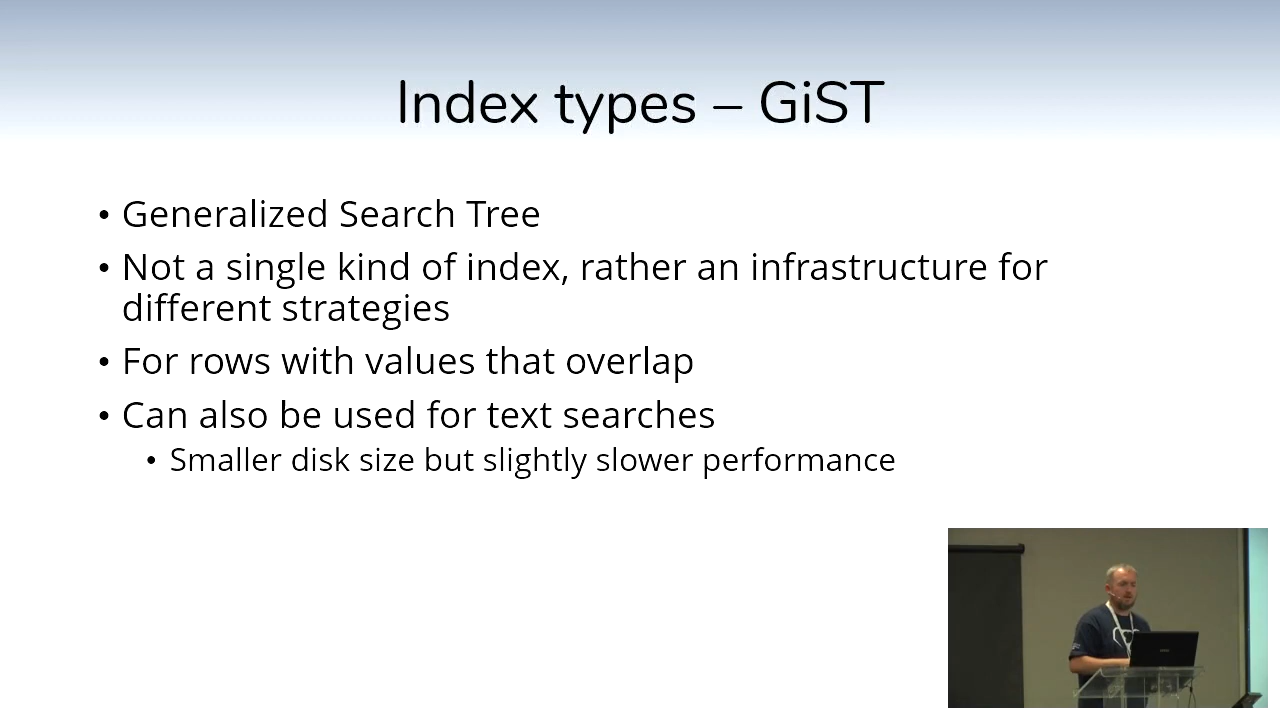 Index types – GiST
• Generalized Search Tree
• Not a single kind of index, rather an infrastructure for
different strategies
• For rows with values that overlap
• Can also be used for text searches
• Smaller disk size but slightly slower performance